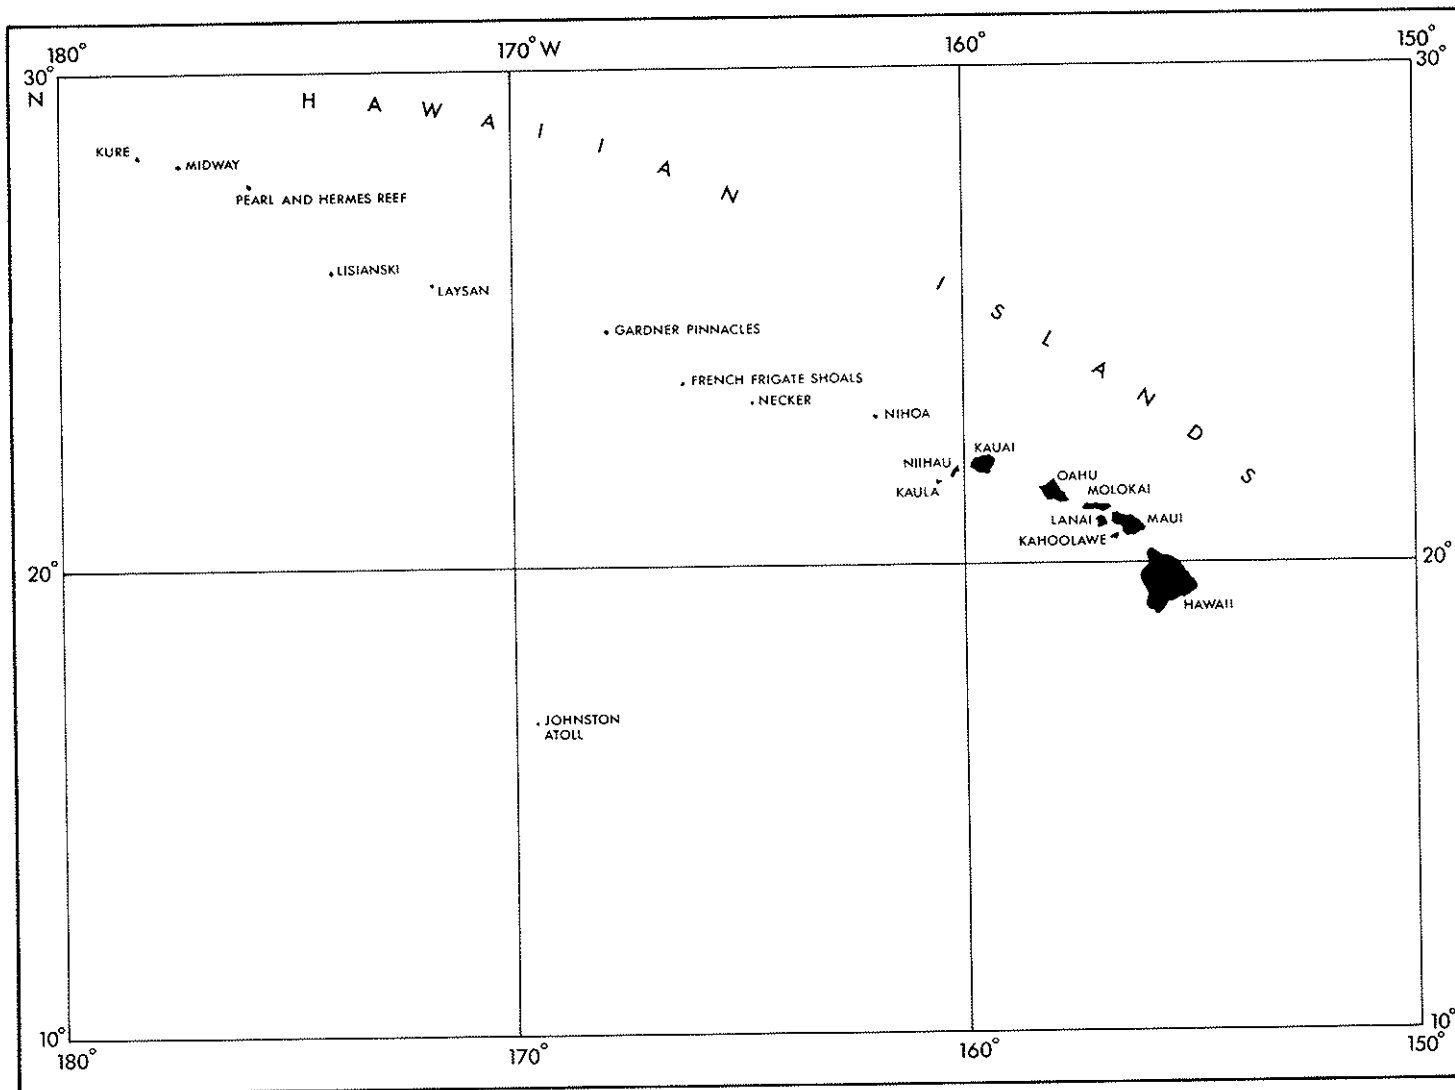 180° 170°W 160° 150°
30° 30°
N
HAWAIIAN
ISLANDS
KURE
MIDWAY
PEARL AND HERMES REEF
LISIANSKI
LAYSAN
GARDNER PINNACLES
FRENCH FRIGATE SHOALS
NECKER
NIHOA
KAUAI
NIIHAU
KAULA
OAHU
MOLOKAI
LANAI
MAUI
KAHOOLAWE
20° 20°
HAWAII
JOHNSTON
ATOLL
10° 10°
180° 170° 160° 150°